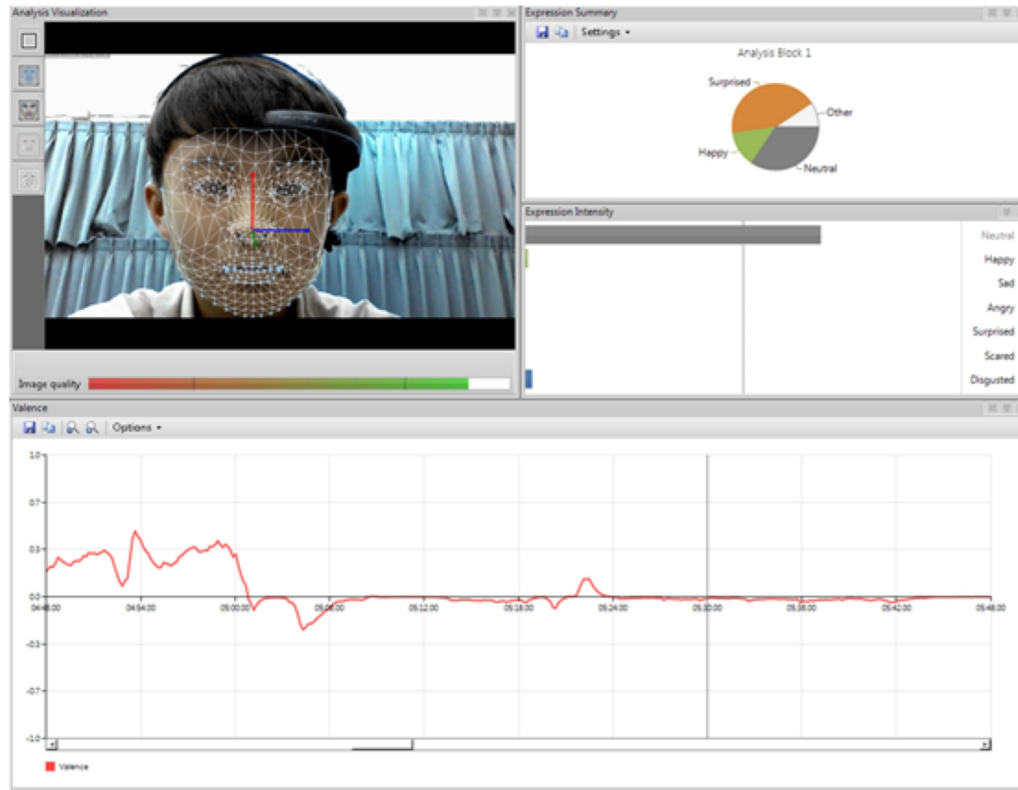 Analysis Visualization
Image quality
Expression Summary
Settings
Analysis Block 1
Surprised
Other
Happy
Neutral
Expression Intensity
Neutral
Happy
Sad
Angry
Surprised
Scared
Disgusted
Valence
Options
1.0
0.7
0.3
0.0
-0.3
-0.7
-1.0
04:48.00 04:54.00 05:00.00 05:06.00 05:12.00 05:18.00 05:24.00 05:30.00 05:36.00 05:42.00 05:48.00
Valence